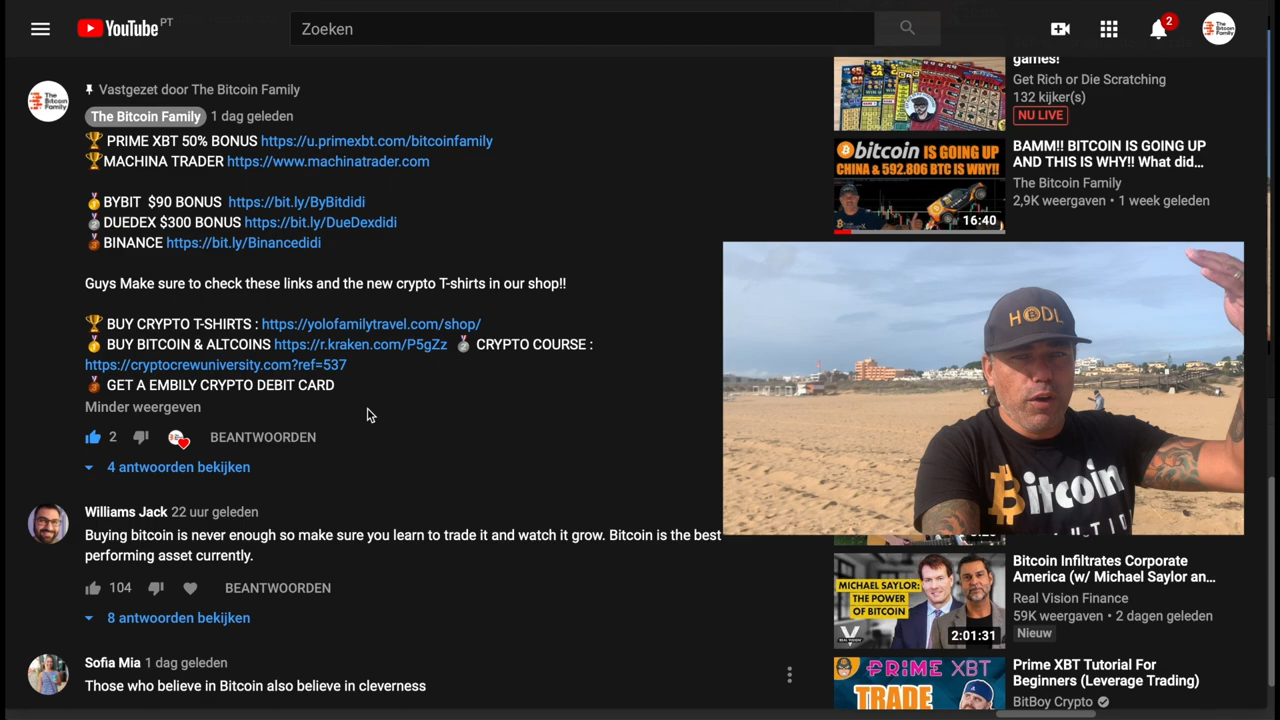 YouTube PT
Zoeken
2
The Bitcoin Family
Vastgezet door The Bitcoin Family
The Bitcoin Family 1 dag geleden
🏆 PRIME XBT 50% BONUS https://u.primexbt.com/bitcoinfamily
🏆MACHINA TRADER https://www.machinatrader.com
🥇BYBIT $90 BONUS https://bit.ly/ByBitdidi
🥈DUEDEX $300 BONUS https://bit.ly/DueDexdidi
🥉BINANCE https://bit.ly/Binancedidi
Guys Make sure to check these links and the new crypto T-shirts in our shop!!
🏆 BUY CRYPTO T-SHIRTS : https://yolofamilytravel.com/shop/
🥇 BUY BITCOIN & ALTCOINS https://r.kraken.com/P5gZz 🥈 CRYPTO COURSE :
https://cryptocrewuniversity.com?ref=537
🥉 GET A EMBILY CRYPTO DEBIT CARD
Minder weergeven
2 BEANTWOORDEN
4 antwoorden bekijken
Williams Jack 22 uur geleden
Buying bitcoin is never enough so make sure you learn to trade it and watch it grow. Bitcoin is the best
performing asset currently.
104 BEANTWOORDEN
8 antwoorden bekijken
Sofia Mia 1 dag geleden
Those who believe in Bitcoin also believe in cleverness
games!
Get Rich or Die Scratching
132 kijker(s)
NU LIVE
bitcoin IS GOING UP
CHINA & 592.806 BTC IS WHY!!
16:40
BAMM!! BITCOIN IS GOING UP
AND THIS IS WHY!! What did...
The Bitcoin Family
2,9K weergaven • 1 week geleden
HODL
Bitcoin
MICHAEL SAYLOR:
THE POWER
OF BITCOIN
2:01:31
Bitcoin Infiltrates Corporate
America (w/ Michael Saylor an...
Real Vision Finance
59K weergaven • 2 dagen geleden
Nieuw
PRIME XBT
TRADE
Prime XBT Tutorial For
Beginners (Leverage Trading)
BitBoy Crypto